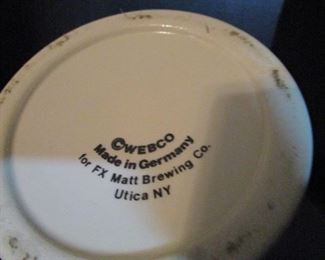 ©WEBCO
Made in Germany
for FX Matt Brewing Co.
Utica NY